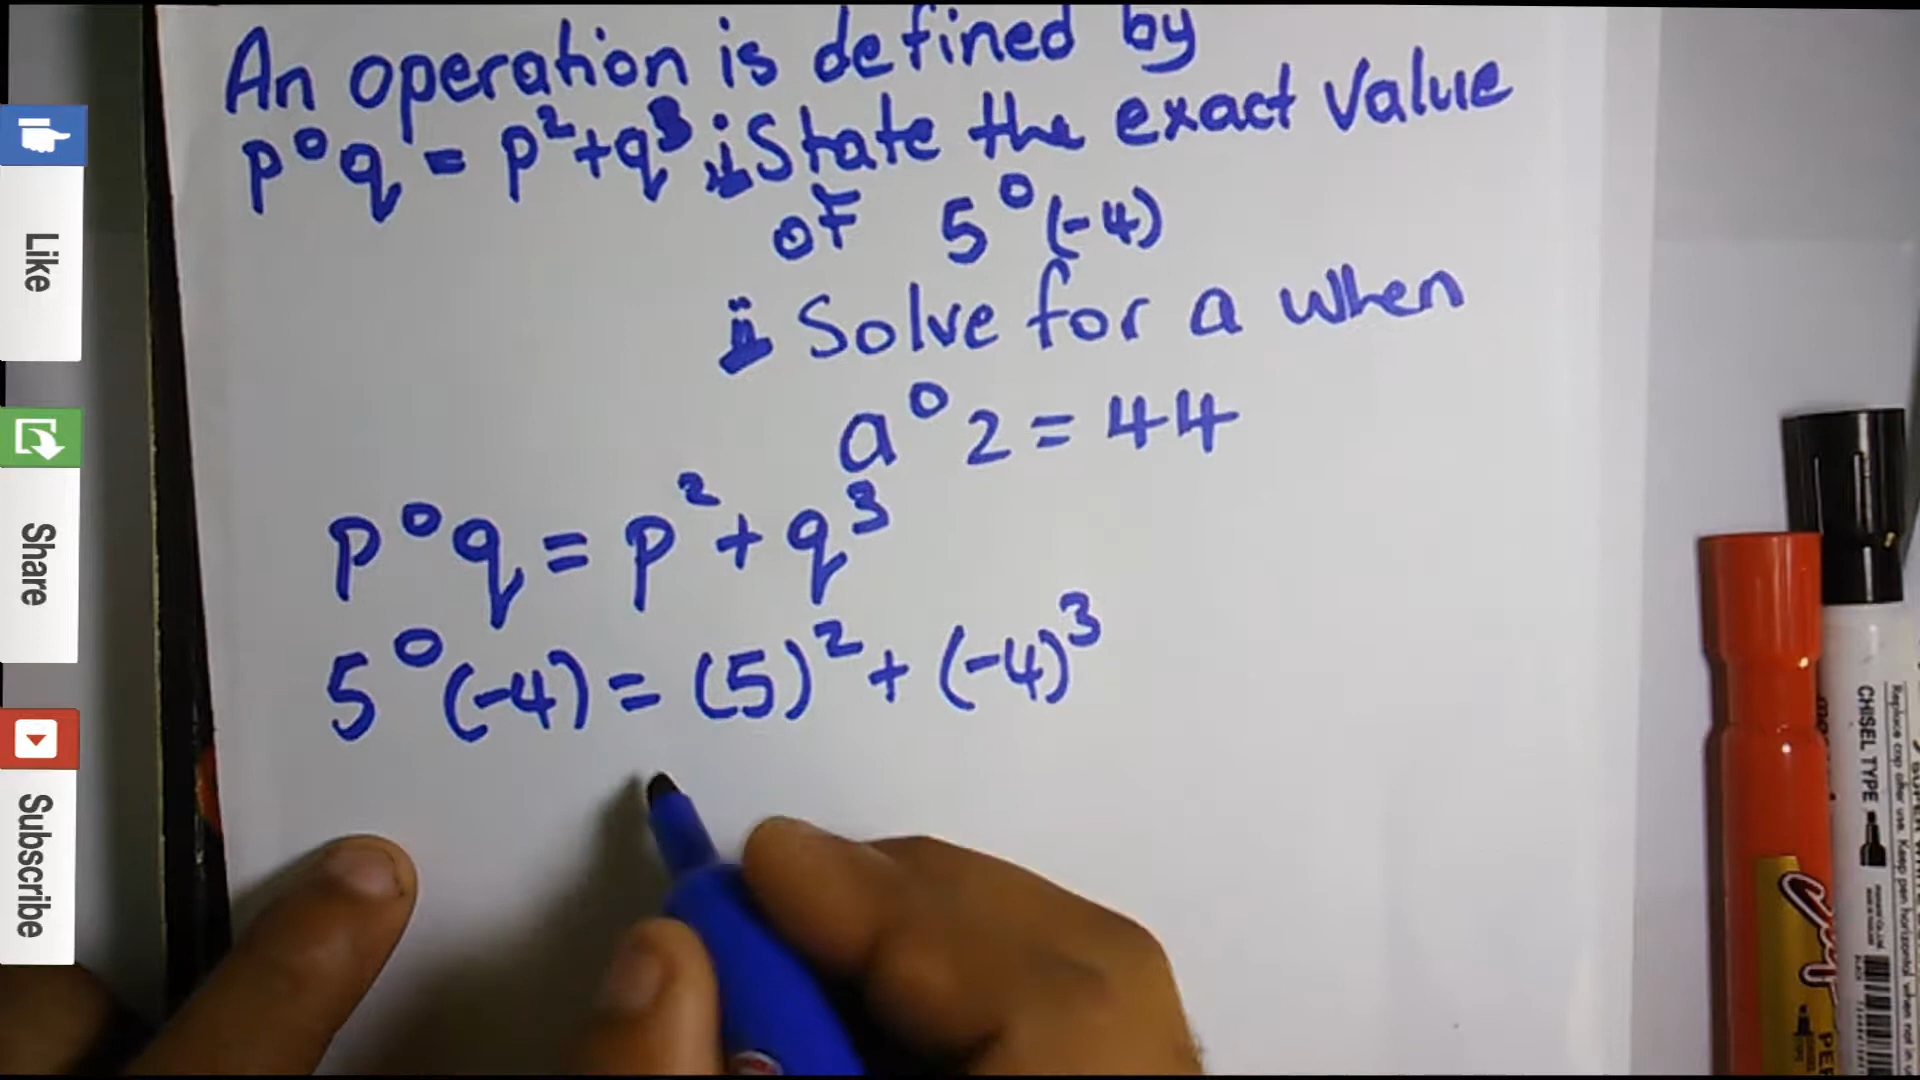 An operation is defined by
p°q = p²+q³ i State the exact value
of 5°(-4)
ii Solve for a when
a°2=44
p°q = p²+q³
5°(-4) = (5)²+(-4)³
Like
Share
Subscribe
CHISEL TYPE